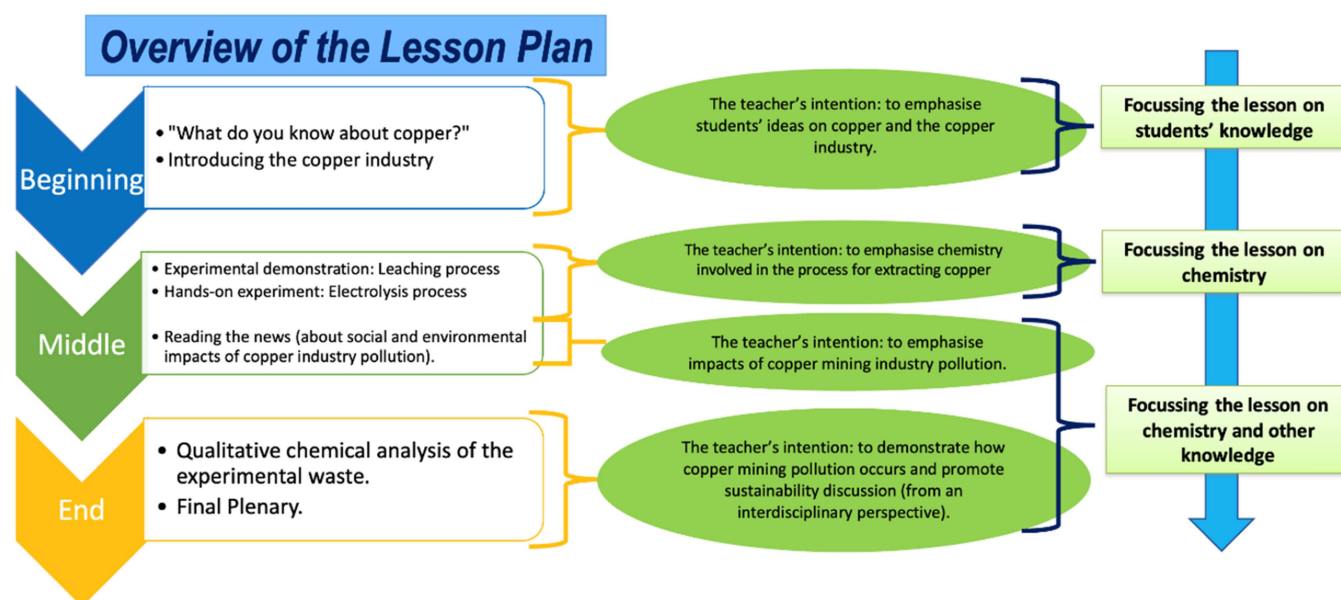 Overview of the Lesson Plan
Beginning
• "What do you know about copper?"
• Introducing the copper industry
The teacher's intention: to emphasise
students' ideas on copper and the copper
industry.
Focussing the lesson on
students' knowledge
Middle
• Experimental demonstration: Leaching process
• Hands-on experiment: Electrolysis process
• Reading the news (about social and environmental
impacts of copper industry pollution).
The teacher's intention: to emphasise chemistry
involved in the process for extracting copper
Focussing the lesson on
chemistry
The teacher's intention: to emphasise
impacts of copper mining industry pollution.
End
• Qualitative chemical analysis of the
experimental waste.
• Final Plenary.
The teacher's intention: to demonstrate how
copper mining pollution occurs and promote
sustainability discussion (from an
interdisciplinary perspective).
Focussing the lesson on
chemistry and other
knowledge